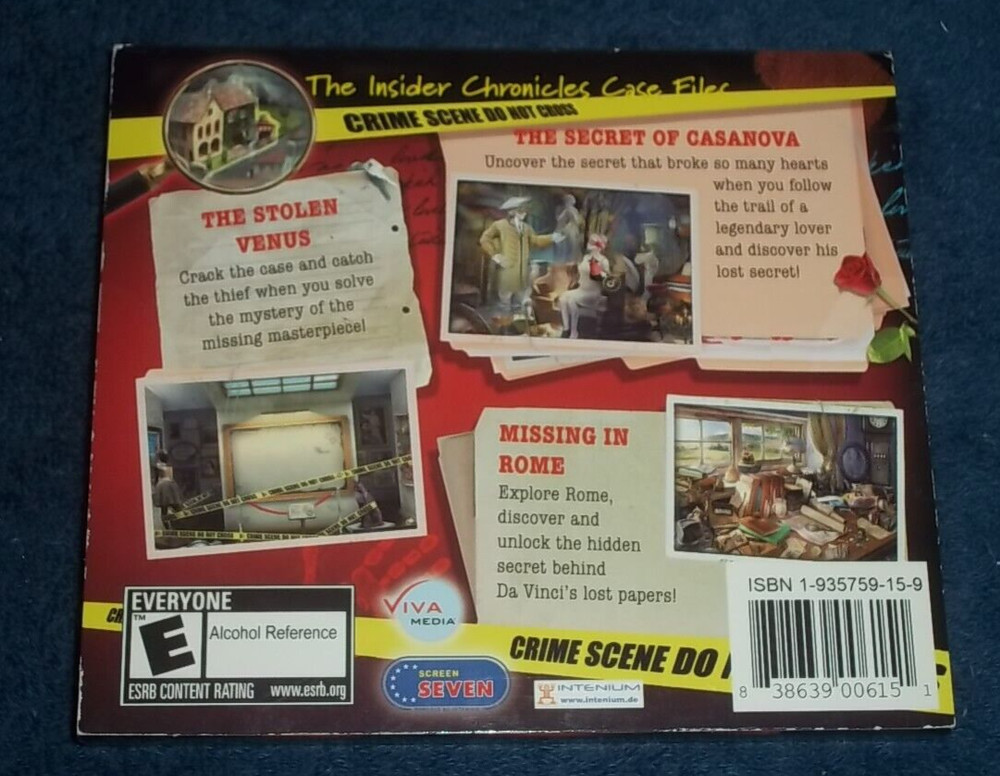 The Insider Chronicles Case Files
CRIME SCENE DO NOT CROSS
THE STOLEN
VENUS
Crack the case and catch
the thief when you solve
the mystery of the
missing masterpiece!
THE SECRET OF CASANOVA
Uncover the secret that broke so many hearts
when you follow
the trail of a
legendary lover
and discover his
lost secret!
MISSING IN
ROME
Explore Rome,
discover and
unlock the hidden
secret behind
Da Vinci's lost papers!
EVERYONE
E
TM
Alcohol Reference
ESRB CONTENT RATING www.esrb.org
VIVA
MEDIA
SCREEN
SEVEN
INTENIUM
www.intenium.de
CRIME SCENE DO
ISBN 1-935759-15-9
8 38639 00615 1